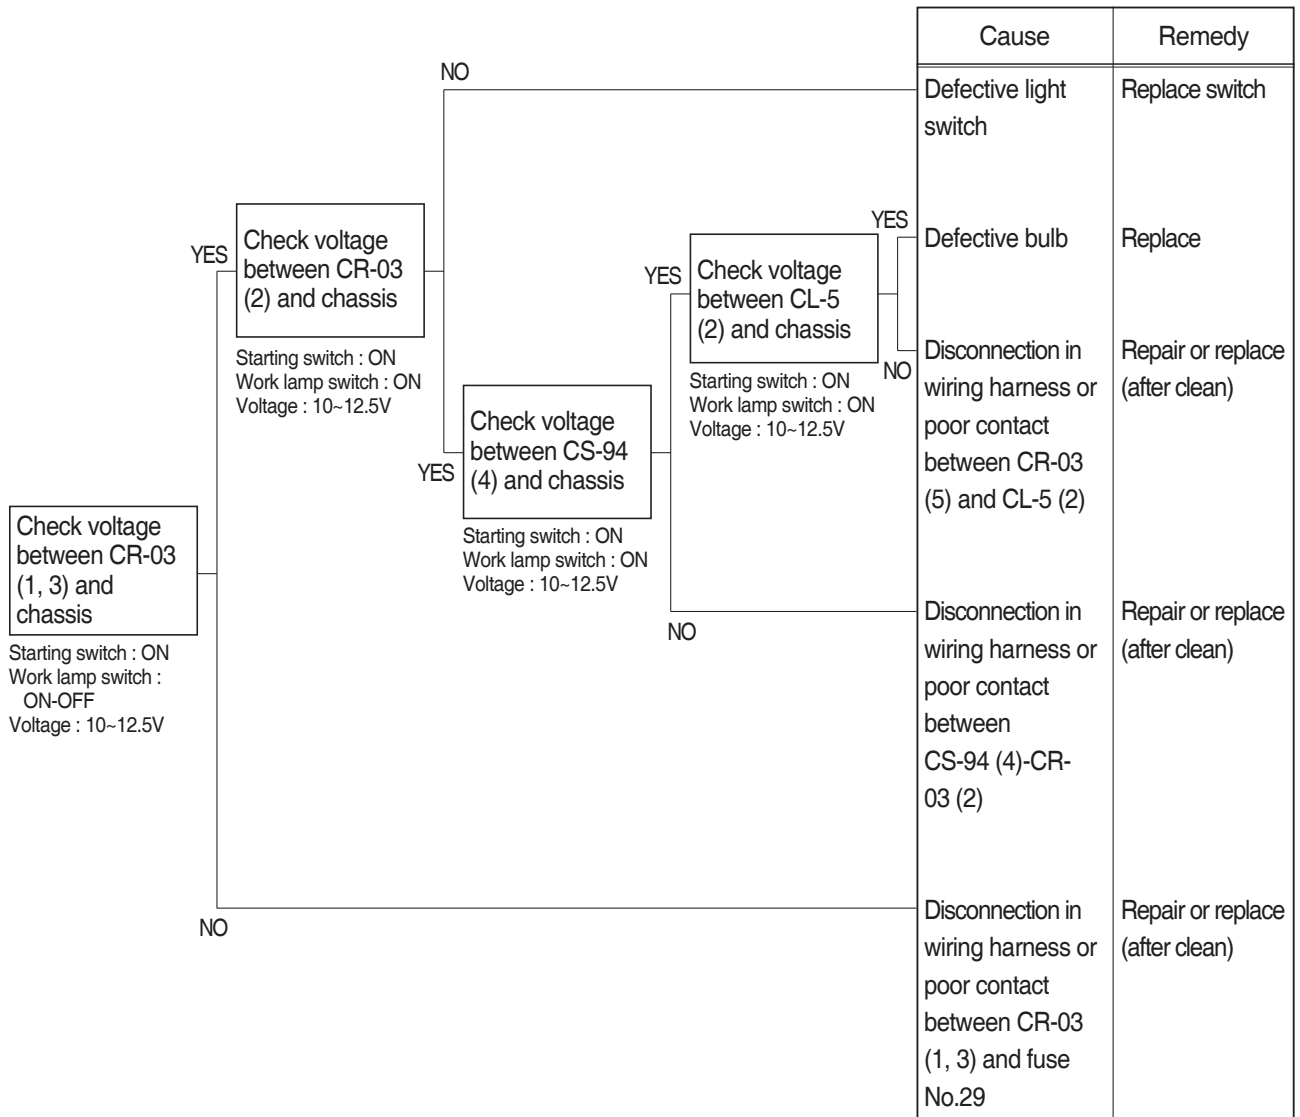 Cause
Remedy
NO
Defective light
switch
Replace switch
YES
Check voltage
between CR-03
(2) and chassis
Starting switch : ON
Work lamp switch : ON
Voltage : 10~12.5V
YES
Check voltage
between CL-5
(2) and chassis
Starting switch : ON
Work lamp switch : ON
Voltage : 10~12.5V
YES
Defective bulb
Replace
NO
Disconnection in
wiring harness or
poor contact
between CR-03
(5) and CL-5 (2)
Repair or replace
(after clean)
YES
Check voltage
between CS-94
(4) and chassis
Starting switch : ON
Work lamp switch : ON
Voltage : 10~12.5V
Check voltage
between CR-03
(1, 3) and
chassis
Starting switch : ON
Work lamp switch :
ON-OFF
Voltage : 10~12.5V
NO
Disconnection in
wiring harness or
poor contact
between
CS-94 (4)-CR-
03 (2)
Repair or replace
(after clean)
NO
Disconnection in
wiring harness or
poor contact
between CR-03
(1, 3) and fuse
No.29
Repair or replace
(after clean)